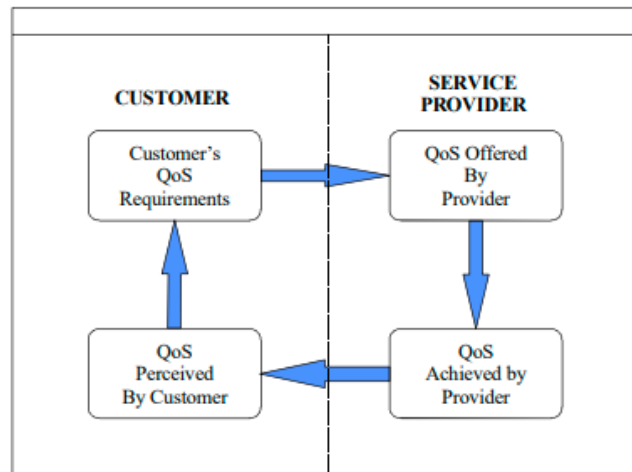 CUSTOMER
SERVICE
PROVIDER
Customer's
QoS
Requirements
QoS Offered
By
Provider
QoS
Perceived
By Customer
QoS
Achieved by
Provider